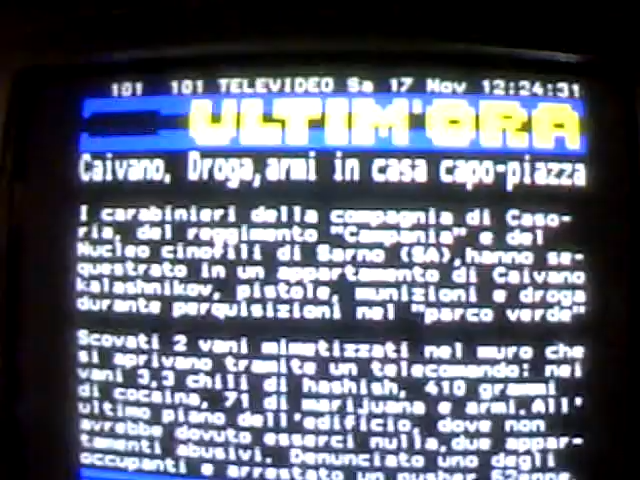 101 101 TELEVIDEO Sa 17 Nov 12:24:31
ULTIM'ORA
Caivano, Droga,armi in casa capo-piazza
I carabinieri della compagnia di Caso-
ria, del reggimento "Campania" e del
Nucleo cinofili di Sarno (SA),hanno se-
questrato in un appartamento di Caivano
kalashnikov, pistole, munizioni e droga
durante perquisizioni nel "parco verde"
Scovati 2 vani mimetizzati nel muro che
si aprivano tramite un telecomando: nei
vani 3,3 chili di hashish, 410 grammi
di cocaina, 71 di marijuana e armi.All'
ultimo piano dell'edificio, dove non
avrebbe dovuto esserci nulla,due appar-
tamenti abusivi. Denunciato uno degli
occupanti e arrestato un pusher 52enne